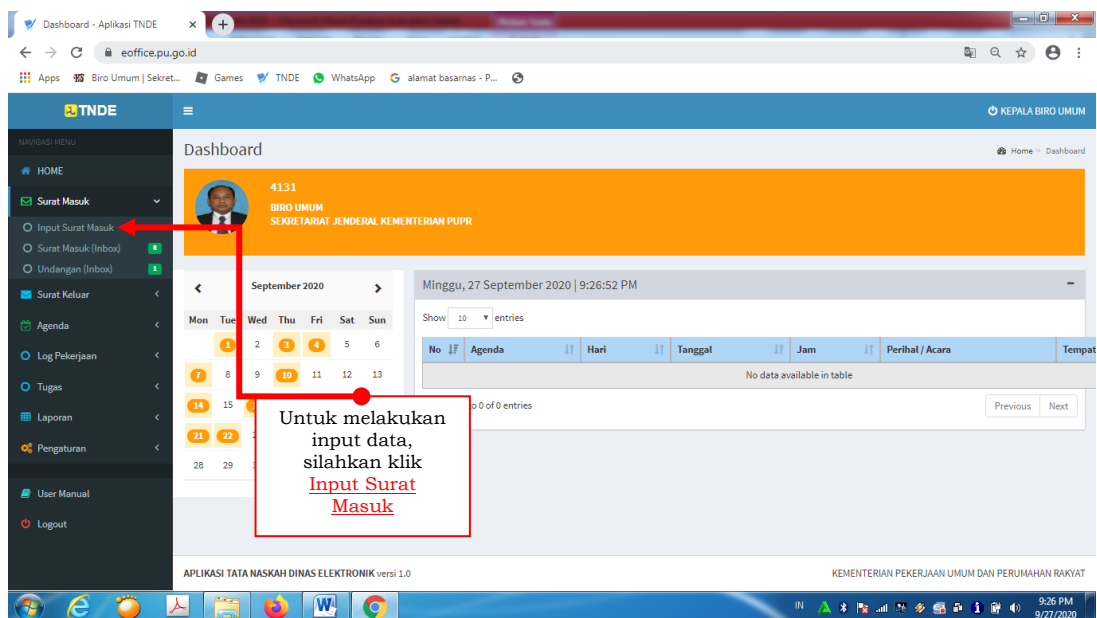 Dashboard - Aplikasi TNDE
eoffice.pu.go.id
Apps Biro Umum | Sekret... Games TNDE WhatsApp alamat basarnas - P...
TNDE
KEPALA BIRO UMUM
NAVIGASI MENU
HOME
Surat Masuk
Input Surat Masuk
Surat Masuk (Inbox) 8
Undangan (Inbox) 1
Surat Keluar
Agenda
Log Pekerjaan
Tugas
Laporan
Pengaturan
User Manual
Logout
Dashboard
Home > Dashboard
4131
BIRO UMUM
SEKRETARIAT JENDERAL KEMENTERIAN PUPR
September 2020
Mon Tue Wed Thu Fri Sat Sun
1 2 3 4 5 6
7 8 9 10 11 12 13
14 15
21 22
28 29
Minggu, 27 September 2020 | 9:26:52 PM
Show 10 entries
No Agenda Hari Tanggal Jam Perihal / Acara Tempat
No data available in table
o 0 of 0 entries
Previous Next
Untuk melakukan
input data,
silahkan klik
Input Surat
Masuk
APLIKASI TATA NASKAH DINAS ELEKTRONIK versi 1.0
KEMENTERIAN PEKERJAAN UMUM DAN PERUMAHAN RAKYAT
IN
9:26 PM
9/27/2020